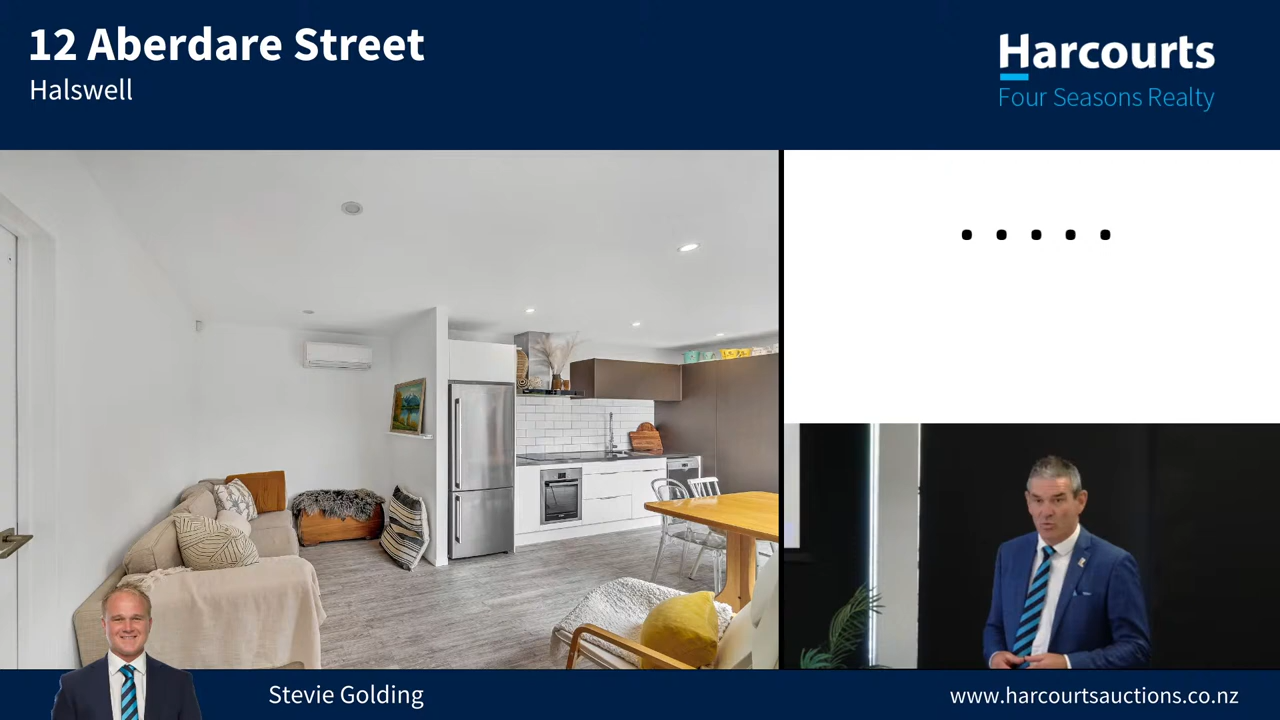 12 Aberdare Street
Halswell
Harcourts
Four Seasons Realty
.....
Stevie Golding
www.harcourtsauctions.co.nz